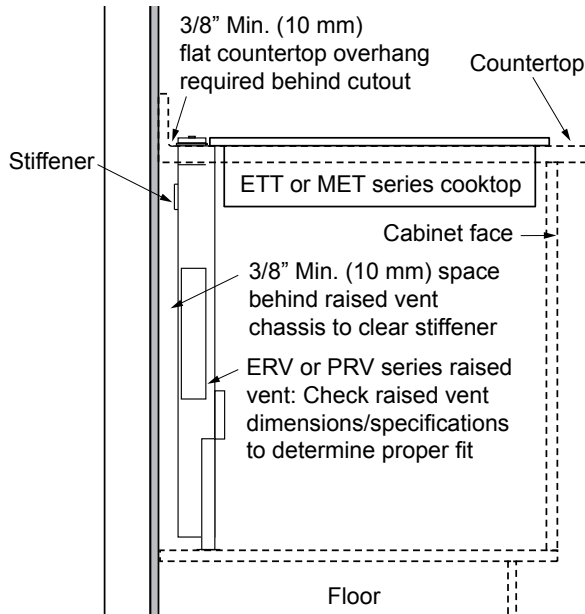 3/8” Min. (10 mm)
flat countertop overhang
required behind cutout
Countertop
Stiffener
ETT or MET series cooktop
Cabinet face
3/8” Min. (10 mm) space
behind raised vent
chassis to clear stiffener
ERV or PRV series raised
vent: Check raised vent
dimensions/specifications
to determine proper fit
Floor